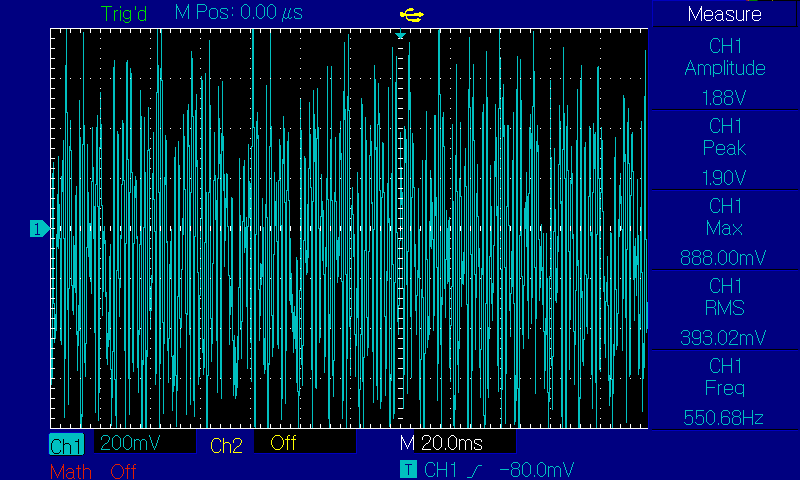 Trig'd M Pos: 0.00 μs Measure
CH1
Amplitude
1.88V
CH1
Peak
1.90V
CH1
Max
888.00mV
CH1
RMS
393.02mV
CH1
Freq
550.68Hz
1
Ch1 200mV Ch2 Off M 20.0ms
Math Off T CH1 -80.0mV